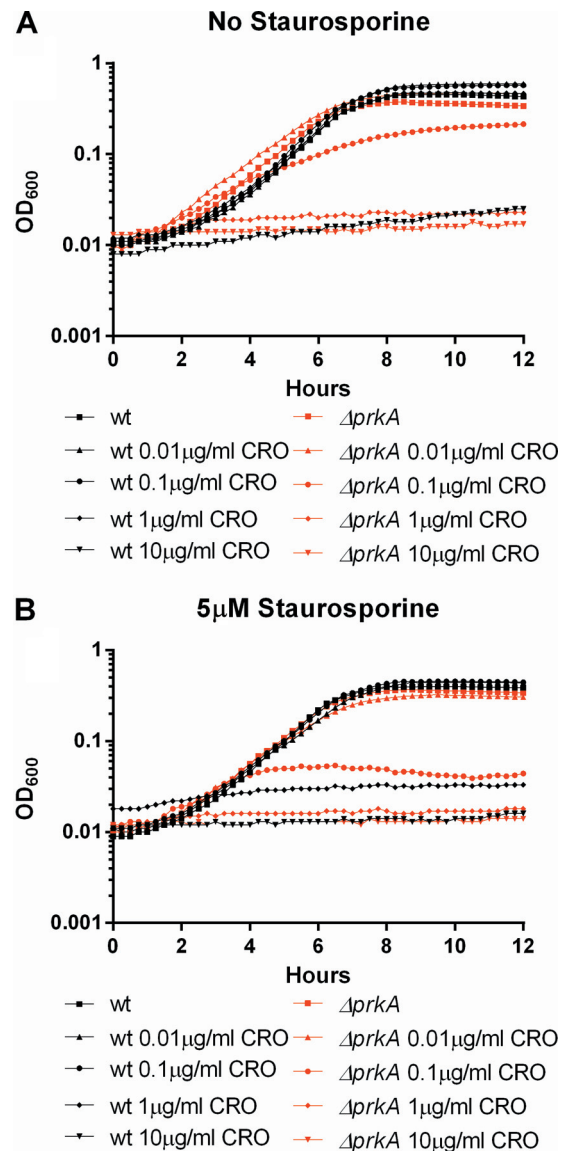 A
No Staurosporine
1
0.1
0.01
0.001
OD600
0 2 4 6 8 10 12
Hours
wt ΔprkA
wt 0.01μg/ml CRO ΔprkA 0.01μg/ml CRO
wt 0.1μg/ml CRO ΔprkA 0.1μg/ml CRO
wt 1μg/ml CRO ΔprkA 1μg/ml CRO
wt 10μg/ml CRO ΔprkA 10μg/ml CRO
B
5μM Staurosporine
1
0.1
0.01
0.001
OD600
0 2 4 6 8 10 12
Hours
wt ΔprkA
wt 0.01μg/ml CRO ΔprkA 0.01μg/ml CRO
wt 0.1μg/ml CRO ΔprkA 0.1μg/ml CRO
wt 1μg/ml CRO ΔprkA 1μg/ml CRO
wt 10μg/ml CRO ΔprkA 10μg/ml CRO